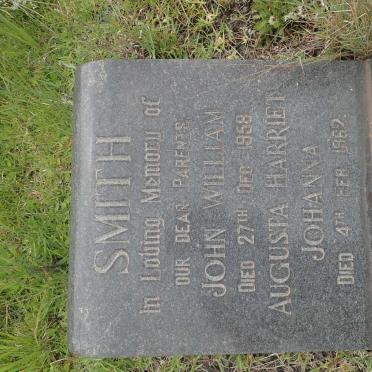 SMITH
In Loving Memory of
OUR DEAR PARENTS
JOHN WILLIAM
DIED 27TH DEC 1958
AUGUSTA HARRIET
JOHANNA
DIED 4TH FEB 1962.